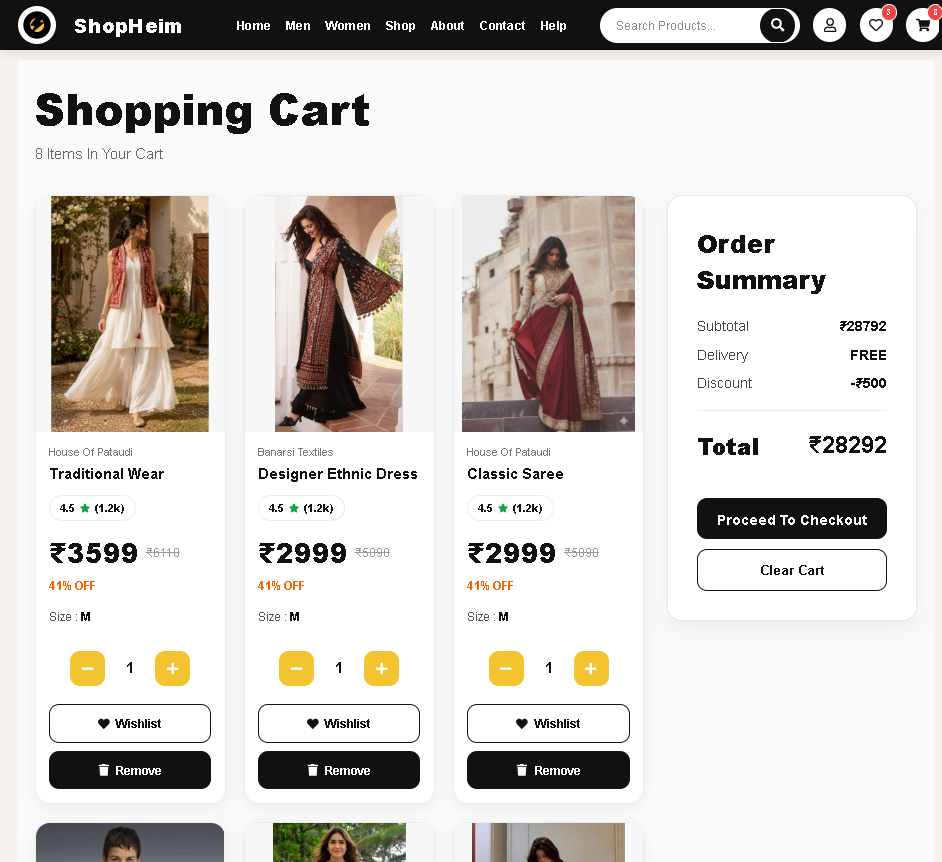 ShopHeim
Home Men Women Shop About Contact Help
Search Products...
3
8
Shopping Cart
8 Items In Your Cart
House Of Pataudi
Traditional Wear
4.5 ★ (1.2k)
₹3599 ₹6110
41% OFF
Size : M
− 1 +
Wishlist
Remove
Banarsi Textiles
Designer Ethnic Dress
4.5 ★ (1.2k)
₹2999 ₹5090
41% OFF
Size : M
− 1 +
Wishlist
Remove
House Of Pataudi
Classic Saree
4.5 ★ (1.2k)
₹2999 ₹5090
41% OFF
Size : M
− 1 +
Wishlist
Remove
Order
Summary
Subtotal ₹28792
Delivery FREE
Discount -₹500
Total ₹28292
Proceed To Checkout
Clear Cart